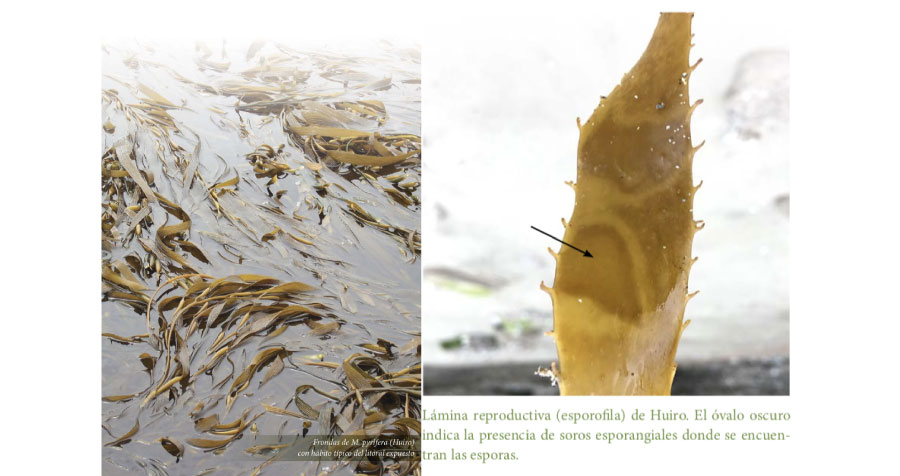 Frondas de M. pyrifera (Huiro)
con hábito típico del litoral expuesto
Lámina reproductiva (esporofila) de Huiro. El óvalo oscuro
indica la presencia de soros esporangiales donde se encuen-
tran las esporas.